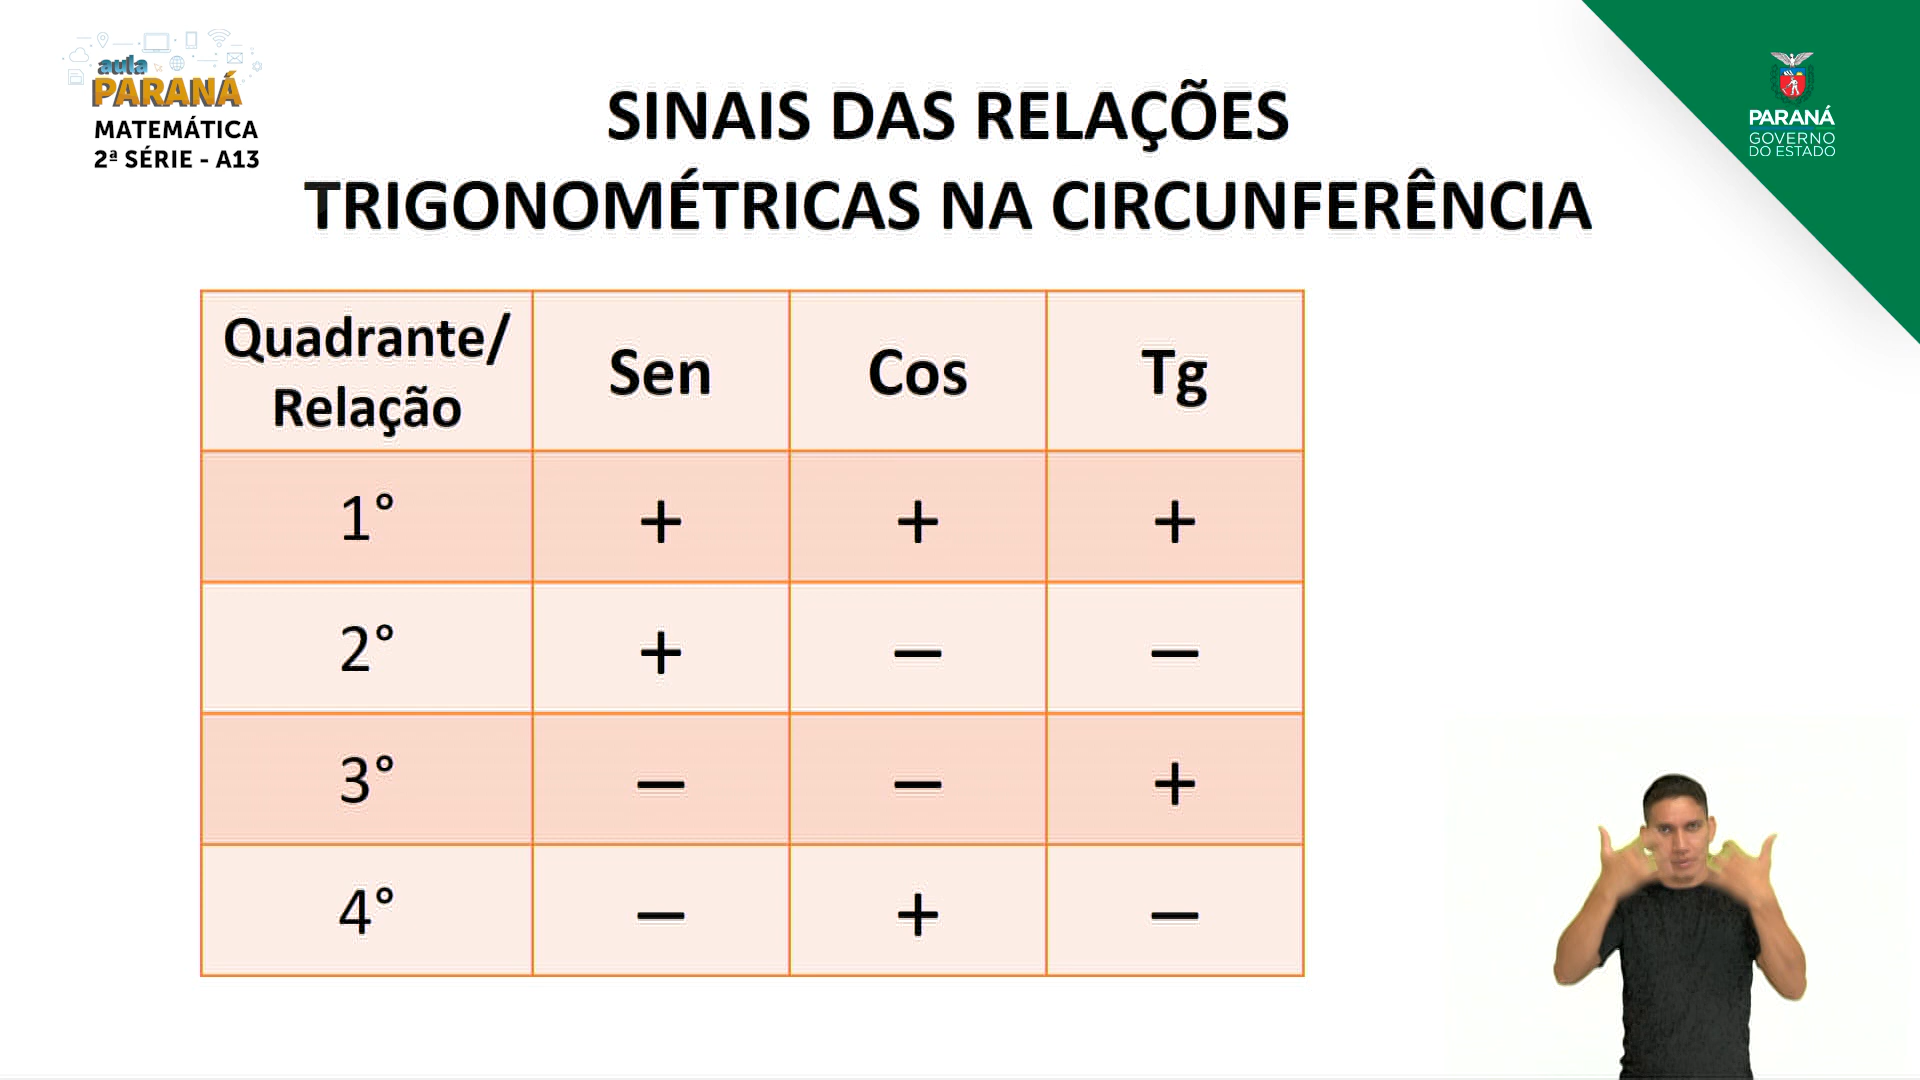 aula
PARANÁ
MATEMÁTICA
2ª SÉRIE - A13
SINAIS DAS RELAÇÕES
TRIGONOMÉTRICAS NA CIRCUNFERÊNCIA
PARANÁ
GOVERNO
DO ESTADO
Quadrante/
Relação
Sen Cos Tg
1° + + +
2° + – –
3° – – +
4° – + –